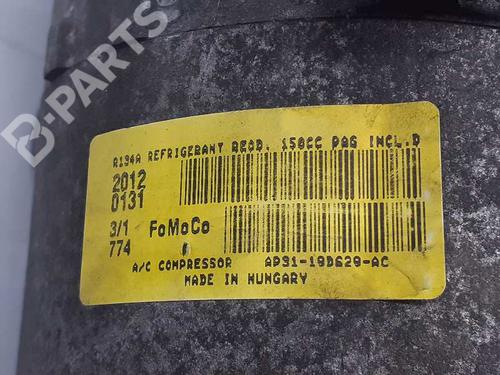 B-PARTS
R134A REFRIGERANT REQD. 150CC PAG INCL.D
2012
0131
3/1 FoMoCo
774
A/C COMPRESSOR AP31-19D629-AC
MADE IN HUNGARY